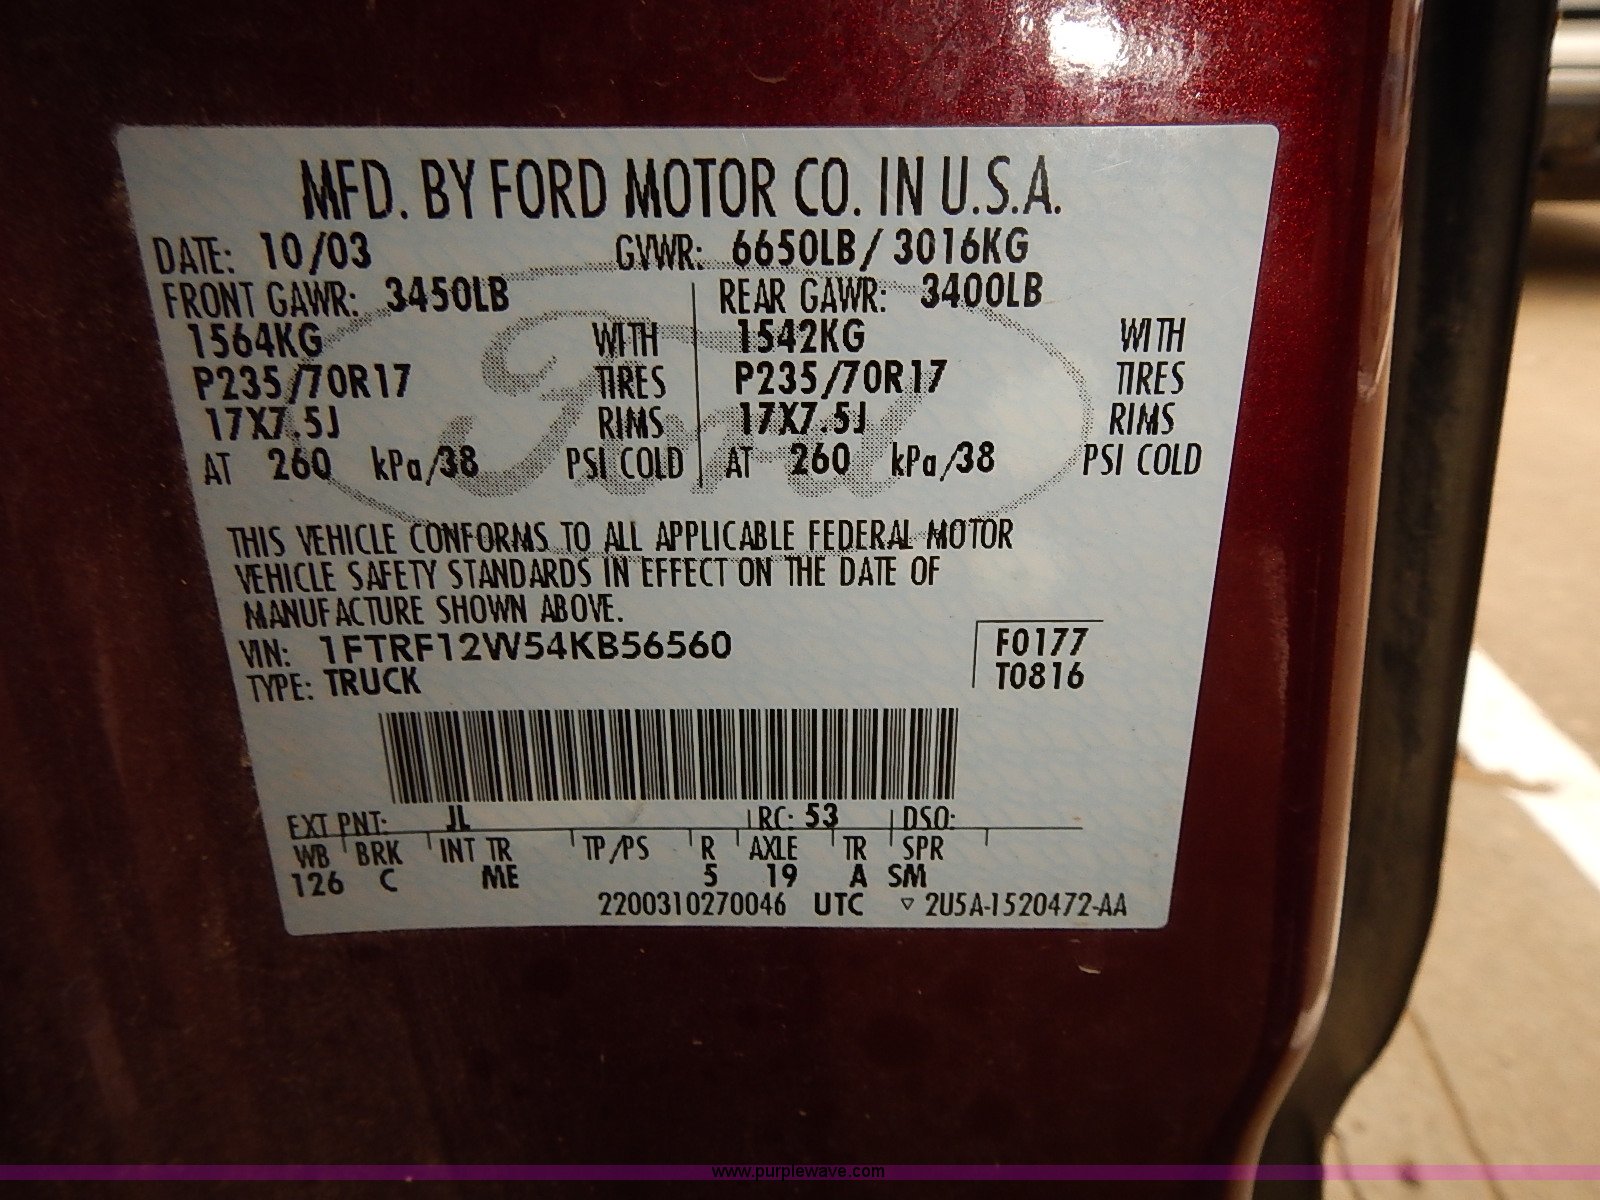 MFD. BY FORD MOTOR CO. IN U.S.A.
DATE: 10/03 GVWR: 6650LB/ 3016KG
FRONT GAWR: 3450LB REAR GAWR: 3400LB
1564KG WITH 1542KG WITH
P235/70R17 TIRES P235/70R17 TIRES
17X7.5J RIMS 17X7.5J RIMS
AT 260 kPa/38 PSI COLD AT 260 kPa/38 PSI COLD
Ford
THIS VEHICLE CONFORMS TO ALL APPLICABLE FEDERAL MOTOR
VEHICLE SAFETY STANDARDS IN EFFECT ON THE DATE OF
MANUFACTURE SHOWN ABOVE.
VIN: 1FTRF12W54KB56560 F0177
TYPE: TRUCK T0816
EXT PNT: JL RC: 53 DSO:
WB BRK INT TR TP/PS R AXLE TR SPR
126 C ME 5 19 A SM
2200310270046 UTC ▽ 2U5A-1520472-AA
www.purplewave.com